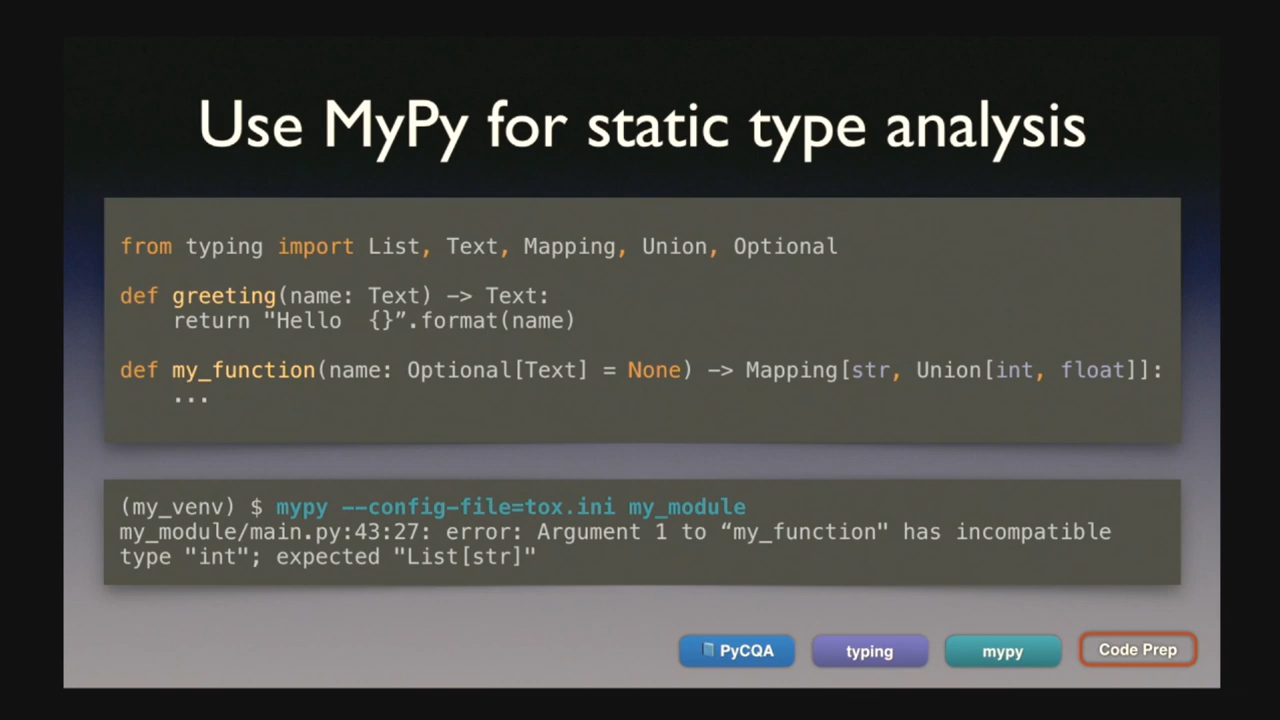 Use MyPy for static type analysis
from typing import List, Text, Mapping, Union, Optional
def greeting(name: Text) -> Text:
    return "Hello  {}”.format(name)
def my_function(name: Optional[Text] = None) -> Mapping[str, Union[int, float]]:
    ...
(my_venv) $ mypy --config-file=tox.ini my_module
my_module/main.py:43:27: error: Argument 1 to “my_function" has incompatible
type "int"; expected "List[str]"
PyCQA
typing
mypy
Code Prep